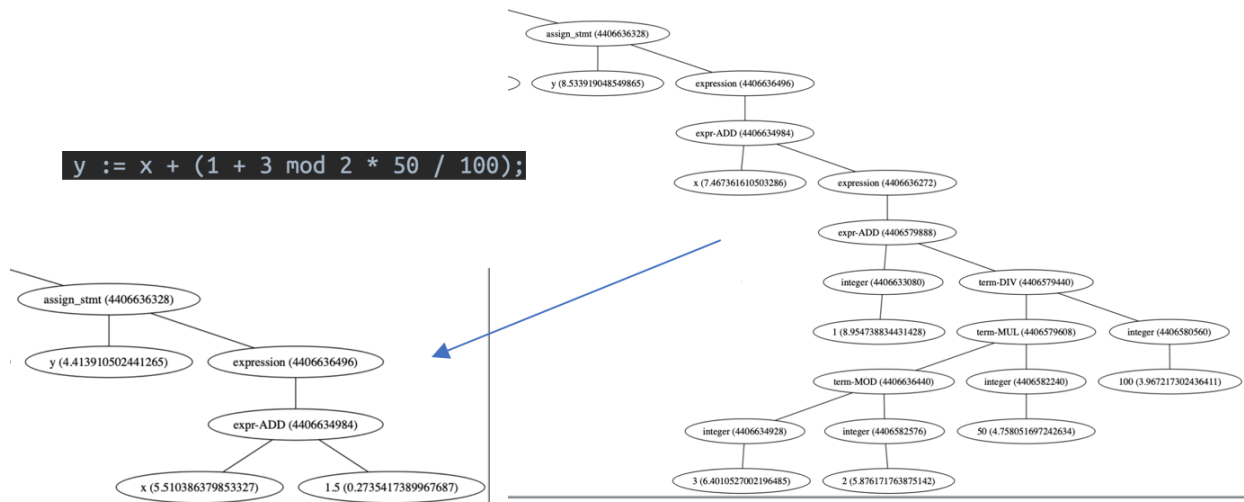 assign_stmt (4406636328)
y (8.533919048549865)
expression (4406636496)
expr-ADD (4406634984)
x (7.467361610503286)
expression (4406636272)
expr-ADD (4406579888)
integer (4406633080)
term-DIV (4406579440)
1 (8.954738834431428)
term-MUL (4406579608)
integer (4406580560)
term-MOD (4406636440)
integer (4406582240)
100 (3.967217302436411)
integer (4406634928)
integer (4406582576)
50 (4.758051697242634)
3 (6.4010527002196485)
2 (5.876171763875142)
y := x + (1 + 3 mod 2 * 50 / 100);
assign_stmt (4406636328)
y (4.413910502441265)
expression (4406636496)
expr-ADD (4406634984)
x (5.510386379853327)
1.5 (0.2735417389967687)